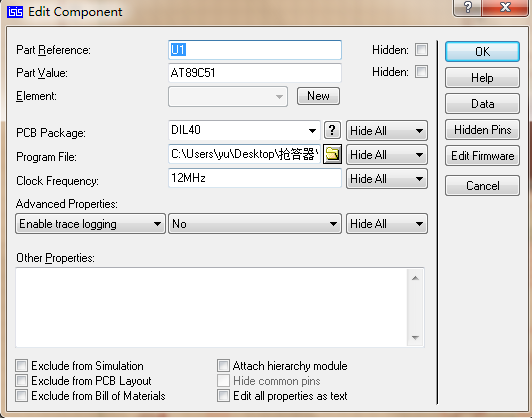 ISIS Edit Component ? X
Part Reference: U1 Hidden: OK
Part Value: AT89C51 Hidden: Help
Element: New Data
PCB Package: DIL40 ? Hide All Hidden Pins
Program File: C:\Users\yu\Desktop\抢答器\ Hide All Edit Firmware
Clock Frequency: 12MHz Hide All Cancel
Advanced Properties:
Enable trace logging No Hide All
Other Properties:
Exclude from Simulation Attach hierarchy module
Exclude from PCB Layout Hide common pins
Exclude from Bill of Materials Edit all properties as text